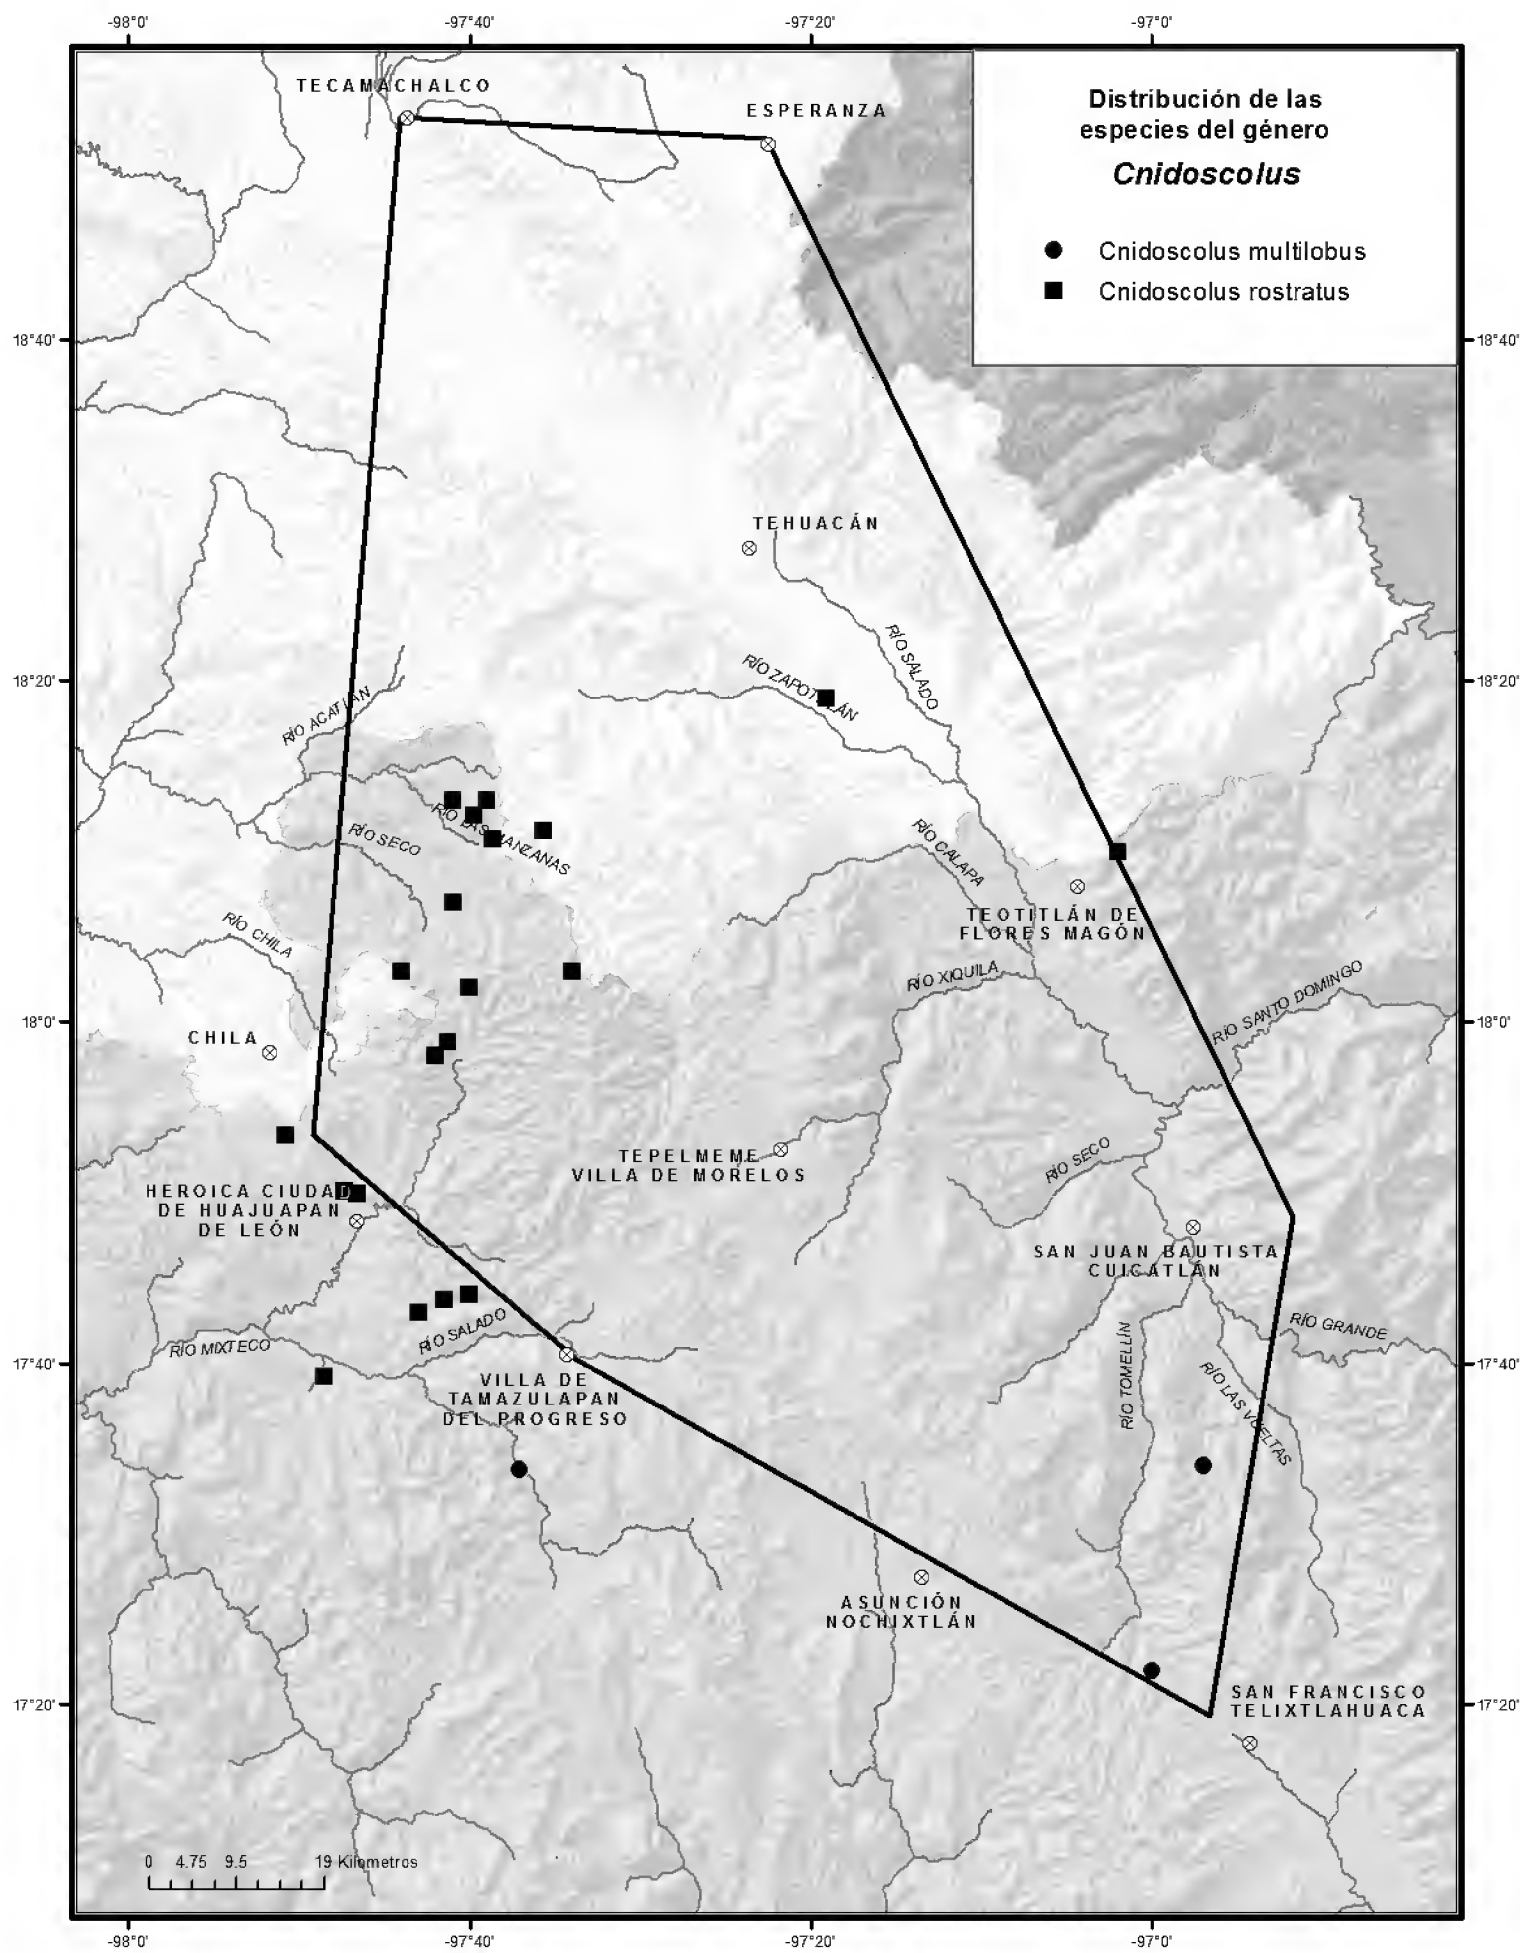 -98°0'
-97°40'
-97°20'
-97°0'
TECAMACHALCO
ESPERANZA
Distribución de las
especies del género
Cnidoscolus
Cnidoscolus multilobus
Cnidoscolus rostratus
18°40'
18°40'
TEHUACÁN
RÍO SALADO
RÍO ZAPOTITLÁN
18°20'
18°20'
RÍO ACATLÁN
RÍO LAS MANZANAS
RÍO SECO
RÍO CALAPA
TEOTITLÁN DE
FLORES MAGÓN
RÍO CHILA
RÍO XIQUILA
RÍO SANTO DOMINGO
18°0'
18°0'
CHILA
TEPELMEME
VILLA DE MORELOS
RÍO SECO
HEROICA CIUDAD
DE HUAJUAPAN
DE LEÓN
SAN JUAN BAUTISTA
CUICATLÁN
RÍO SALADO
RÍO MIXTECO
RÍO GRANDE
RÍO TOMELLÍN
17°40'
17°40'
RÍO LAS VUELTAS
VILLA DE
TAMAZULAPAN
DEL PROGRESO
ASUNCIÓN
NOCHIXTLÁN
SAN FRANCISCO
TELIXTLAHUACA
17°20'
17°20'
0 4.75 9.5 19 Kilometros
-98°0'
-97°40'
-97°20'
-97°0'